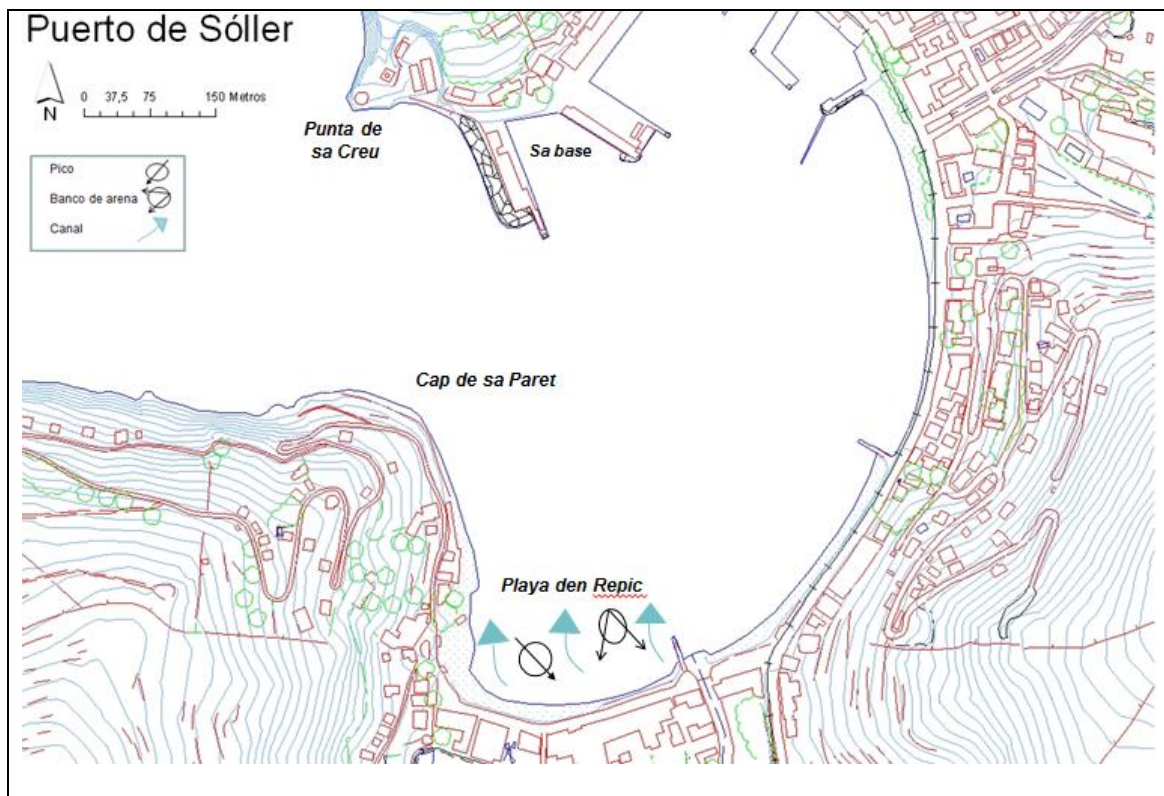 Puerto de Sóller
0 37,5 75 150 Metros
N
Pico
Banco de arena
Canal
Punta de
sa Creu
Sa base
Cap de sa Paret
Playa den Repic